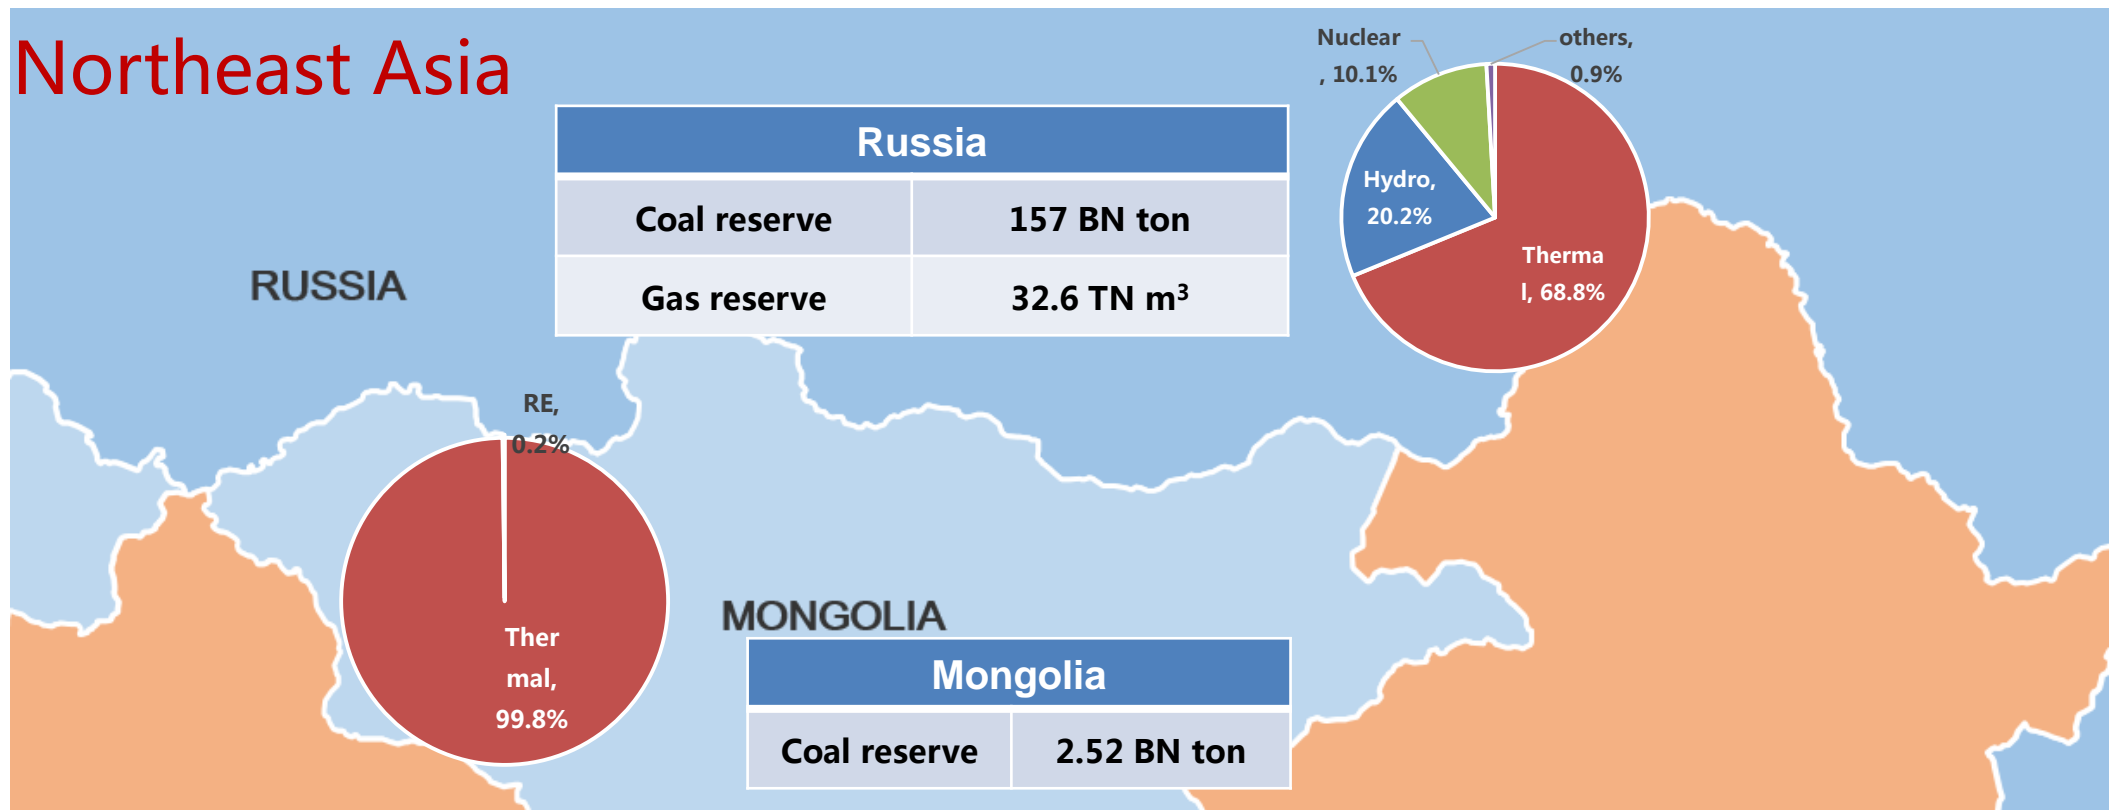 Northeast Asia
Nuclear
, 10.1%
others,
0.9%
Russia
Coal reserve 157 BN ton
Gas reserve 32.6 TN m³
Hydro,
20.2%
Therma
l, 68.8%
RUSSIA
RE,
0.2%
Ther
mal,
99.8%
MONGOLIA
Mongolia
Coal reserve 2.52 BN ton